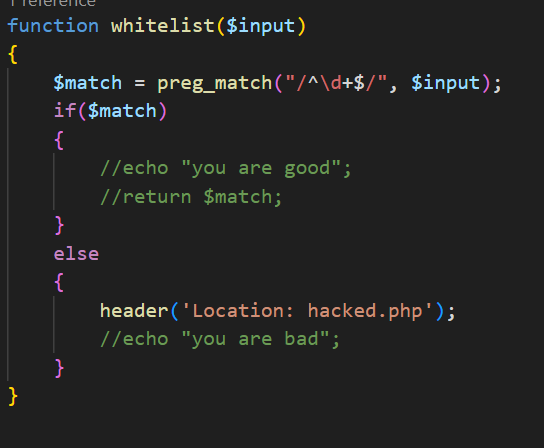 1 reference
function whitelist($input)
{
    $match = preg_match("/^\d+$/", $input);
    if($match)
    {
        //echo "you are good";
        //return $match;
    }
    else
    {
        header('Location: hacked.php');
        //echo "you are bad";
    }
}